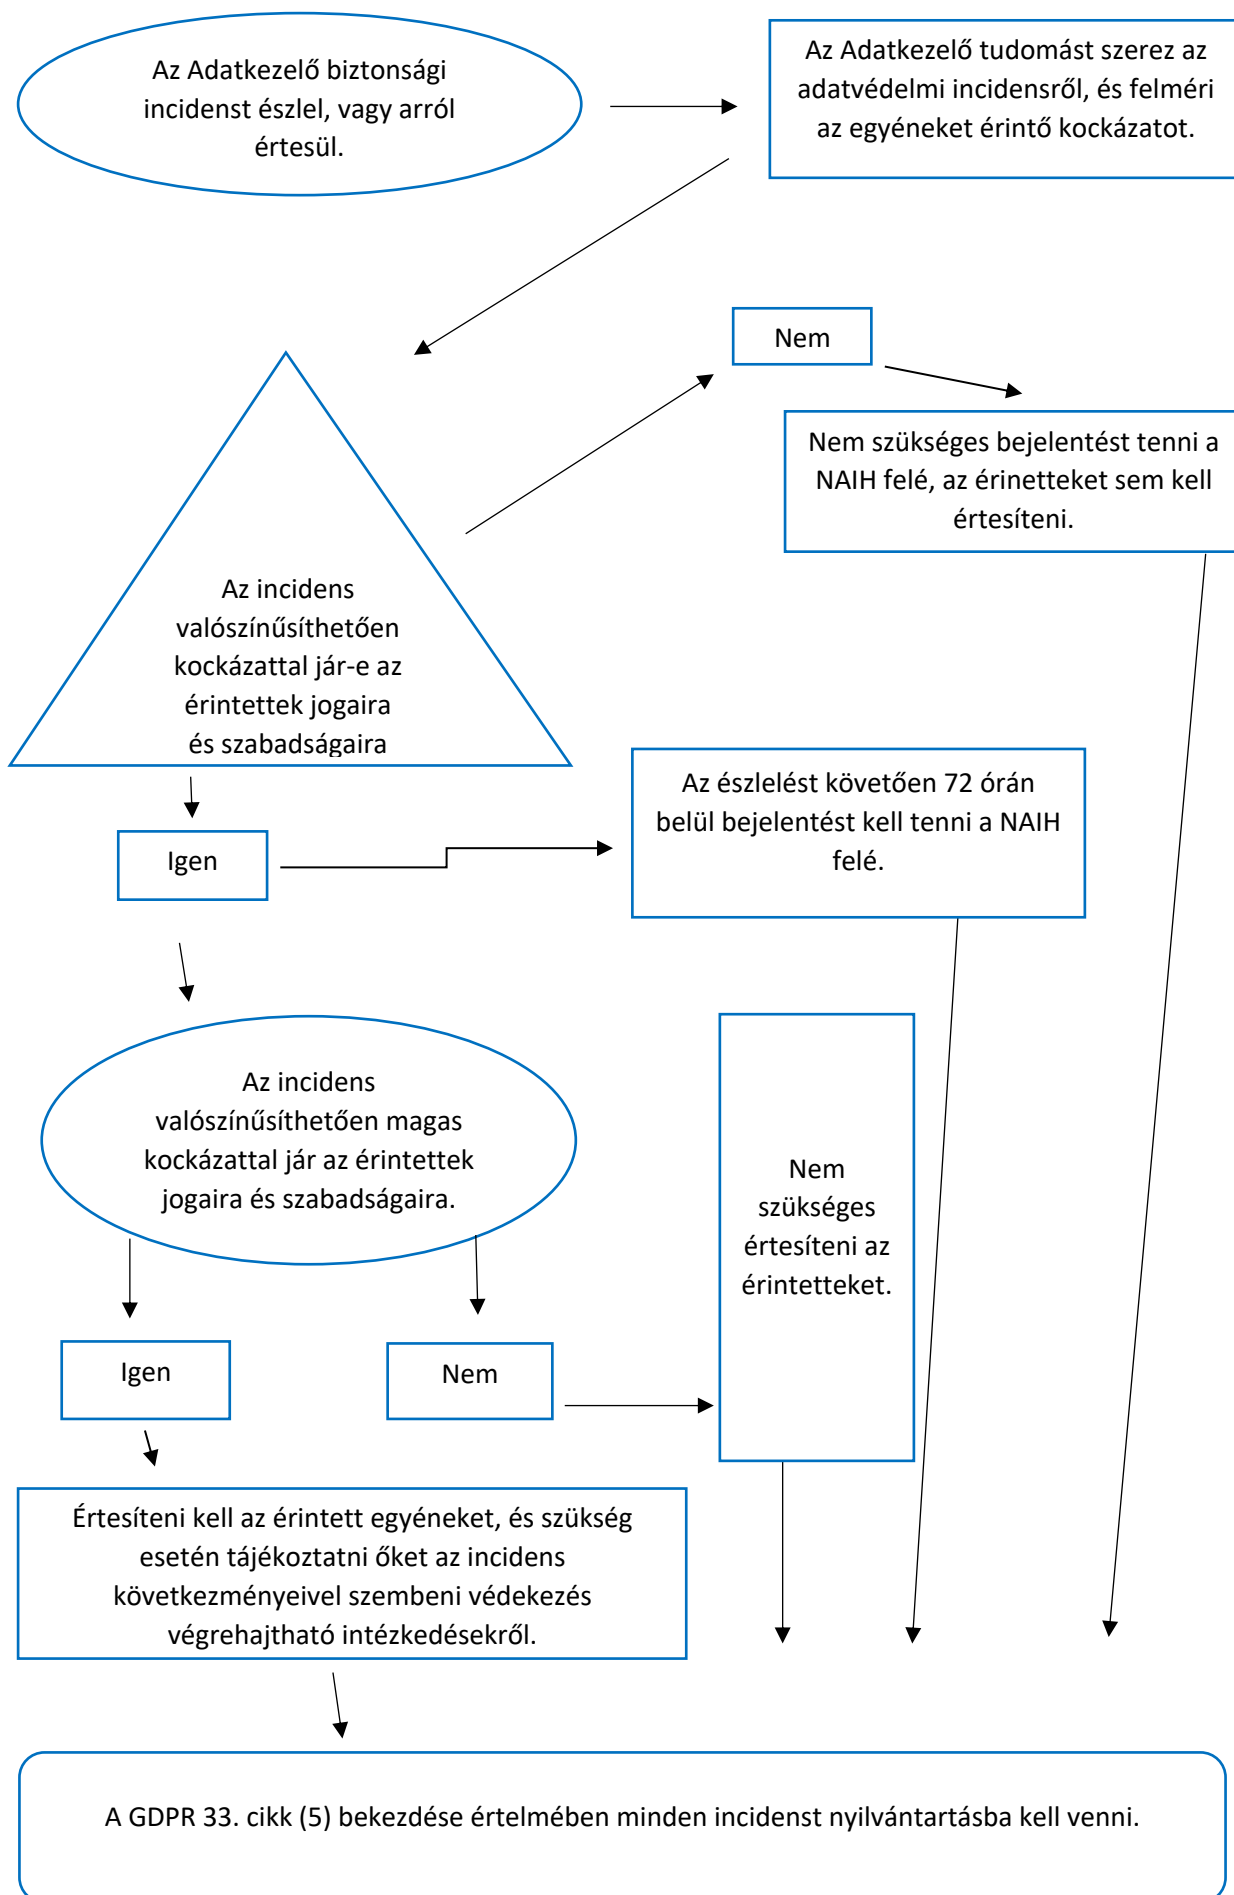 Az Adatkezelő biztonsági
incidenst észlel, vagy arról
értesül.
Az Adatkezelő tudomást szerez az
adatvédelmi incidensről, és felméri
az egyéneket érintő kockázatot.
Nem
Nem szükséges bejelentést tenni a
NAIH felé, az érinetteket sem kell
értesíteni.
Az incidens
valószínűsíthetően
kockázattal jár-e az
érintettek jogaira
és szabadságaira
Az észlelést követően 72 órán
belül bejelentést kell tenni a NAIH
felé.
Igen
Az incidens
valószínűsíthetően magas
kockázattal jár az érintettek
jogaira és szabadságaira.
Nem
szükséges
értesíteni az
érintetteket.
Igen
Nem
Értesíteni kell az érintett egyéneket, és szükség
esetén tájékoztatni őket az incidens
következményeivel szembeni védekezés
végrehajtható intézkedésekről.
A GDPR 33. cikk (5) bekezdése értelmében minden incidenst nyilvántartásba kell venni.